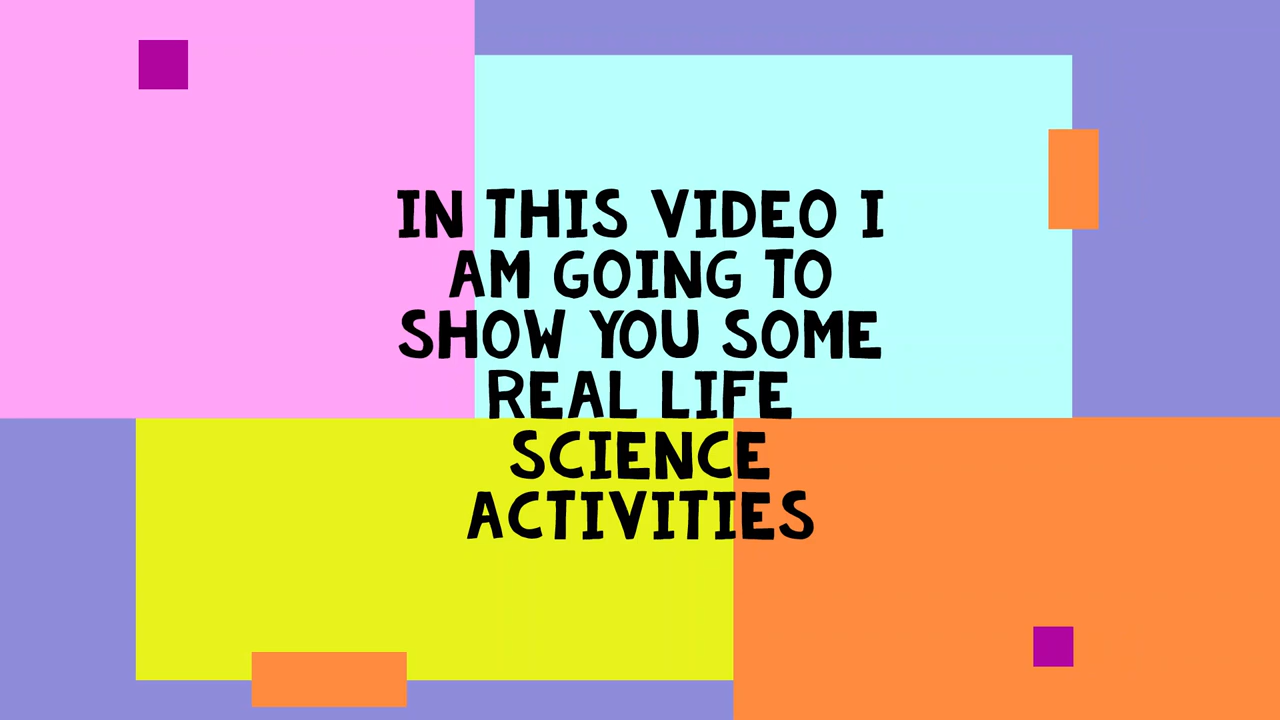 IN THIS VIDEO I
AM GOING TO
SHOW YOU SOME
REAL LIFE
SCIENCE
ACTIVITIES